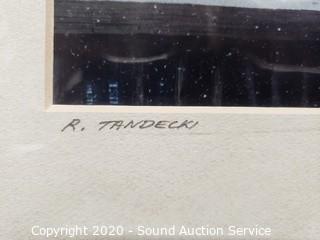 R. TANDECKI
Copyright 2020 - Sound Auction Service